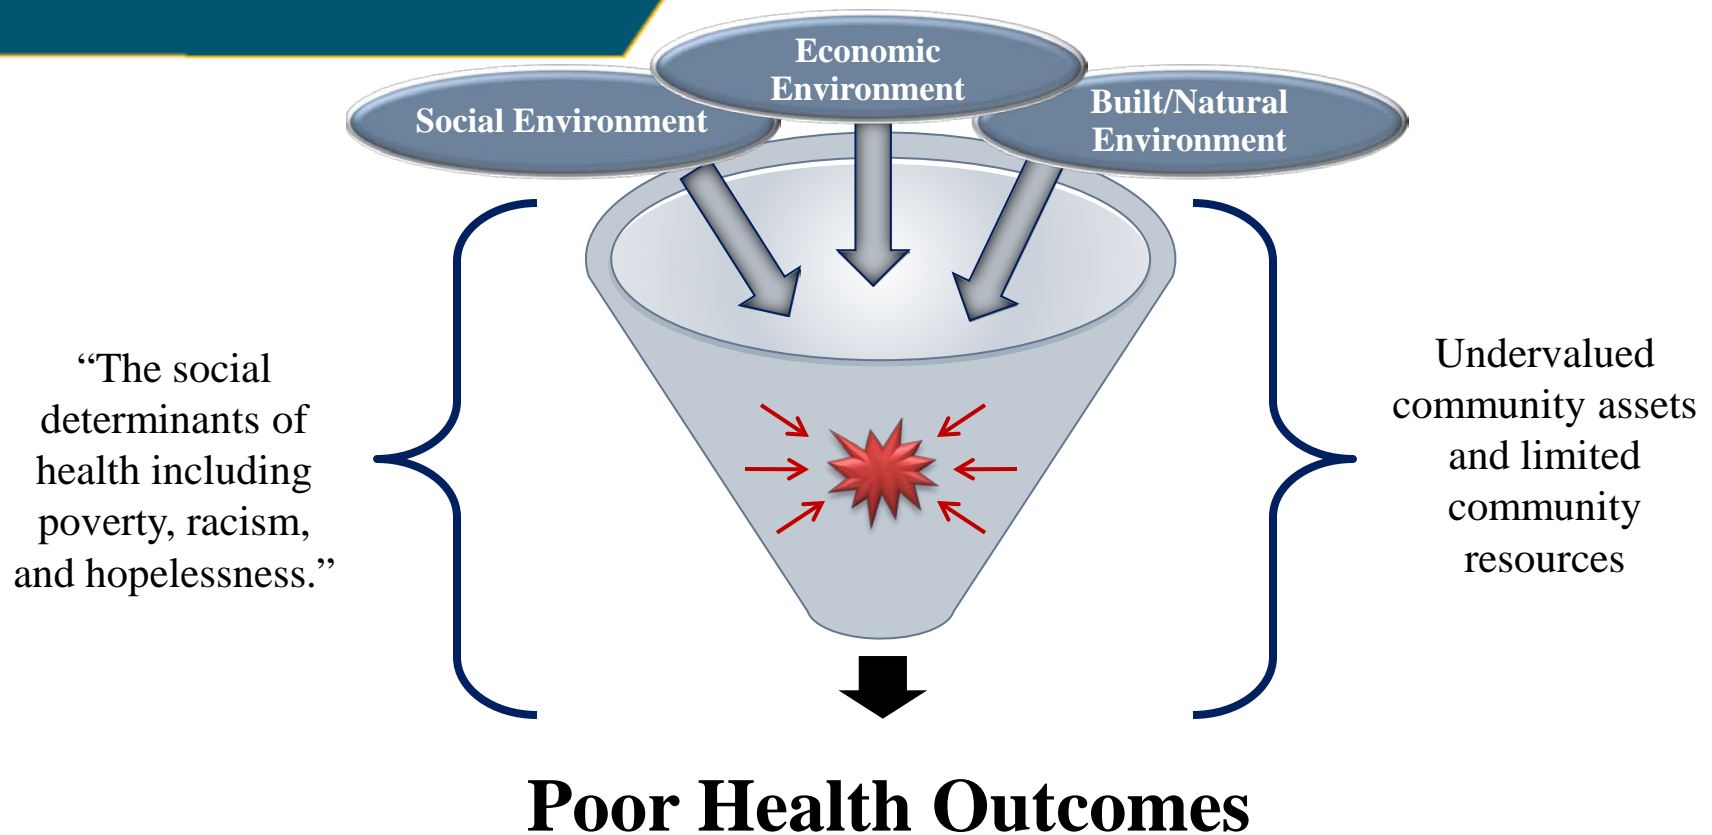 Economic
Environment
Social Environment
Built/Natural
Environment
“The social
determinants of
health including
poverty, racism,
and hopelessness.”
Undervalued
community assets
and limited
community
resources
Poor Health Outcomes